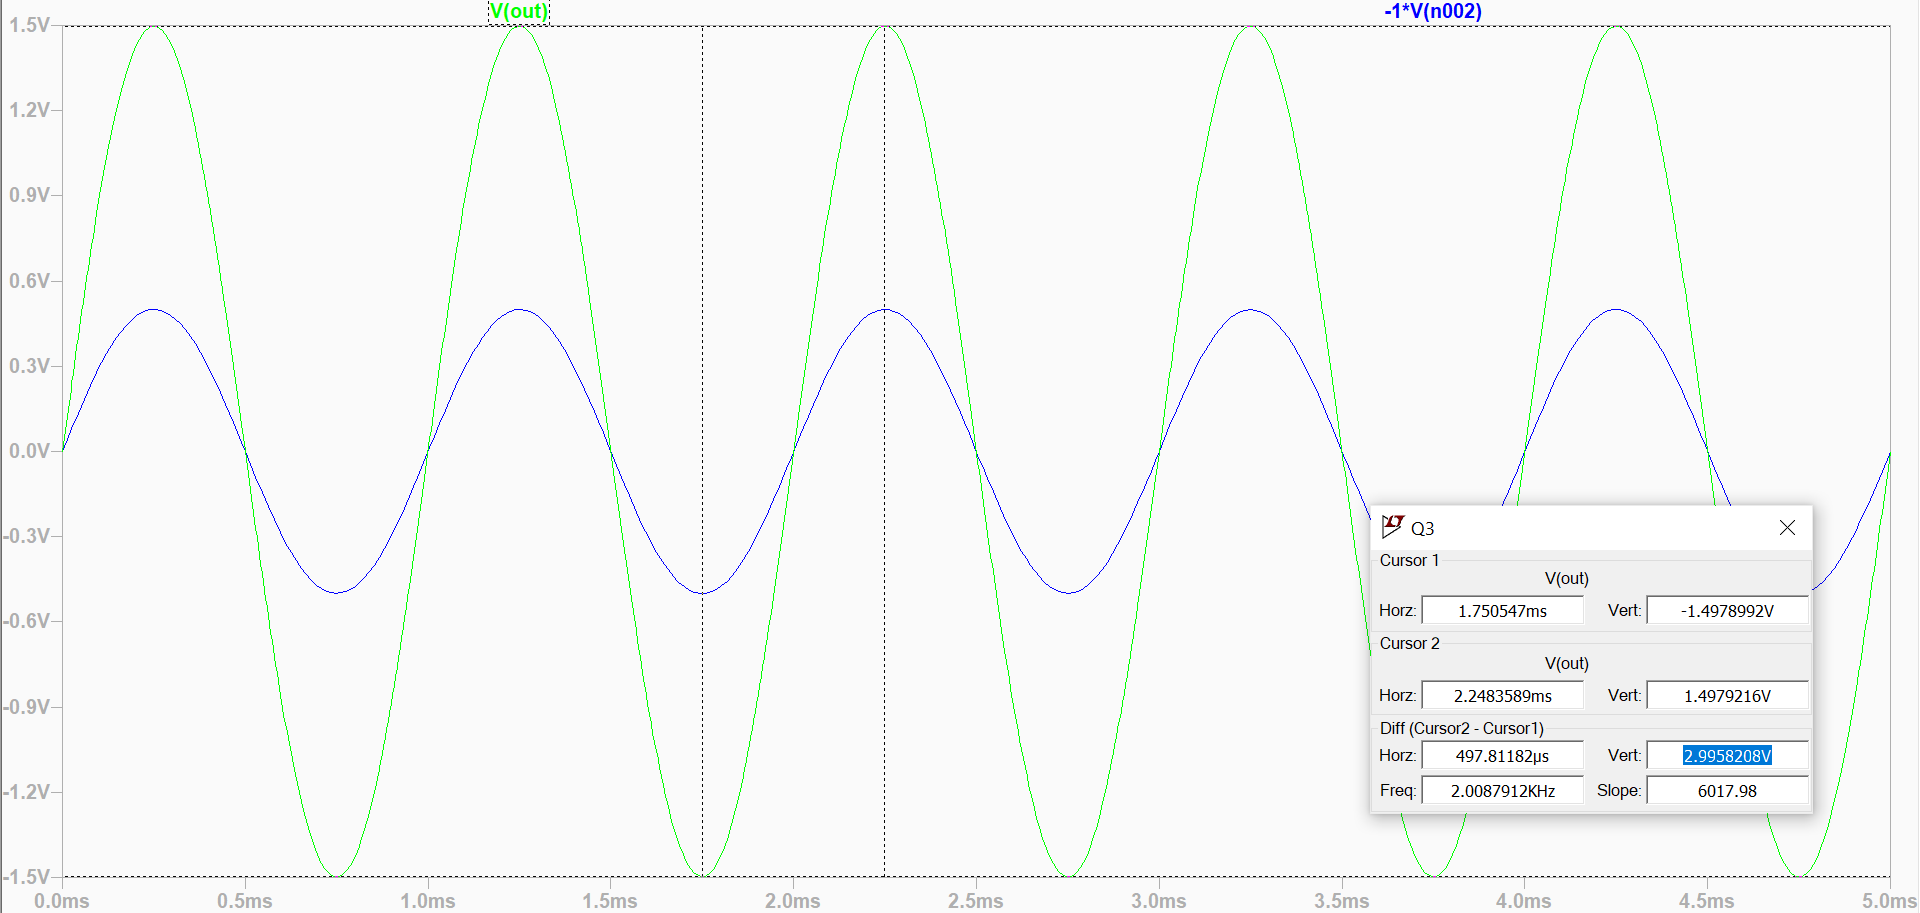 V(out) -1*V(n002)
1.5V
1.2V
0.9V
0.6V
0.3V
0.0V
-0.3V
-0.6V
-0.9V
-1.2V
-1.5V
0.0ms 0.5ms 1.0ms 1.5ms 2.0ms 2.5ms 3.0ms 3.5ms 4.0ms 4.5ms 5.0ms
Q3
Cursor 1
V(out)
Horz: 1.750547ms Vert: -1.4978992V
Cursor 2
V(out)
Horz: 2.2483589ms Vert: 1.4979216V
Diff (Cursor2 - Cursor1)
Horz: 497.81182µs Vert: 2.9958208V
Freq: 2.0087912KHz Slope: 6017.98